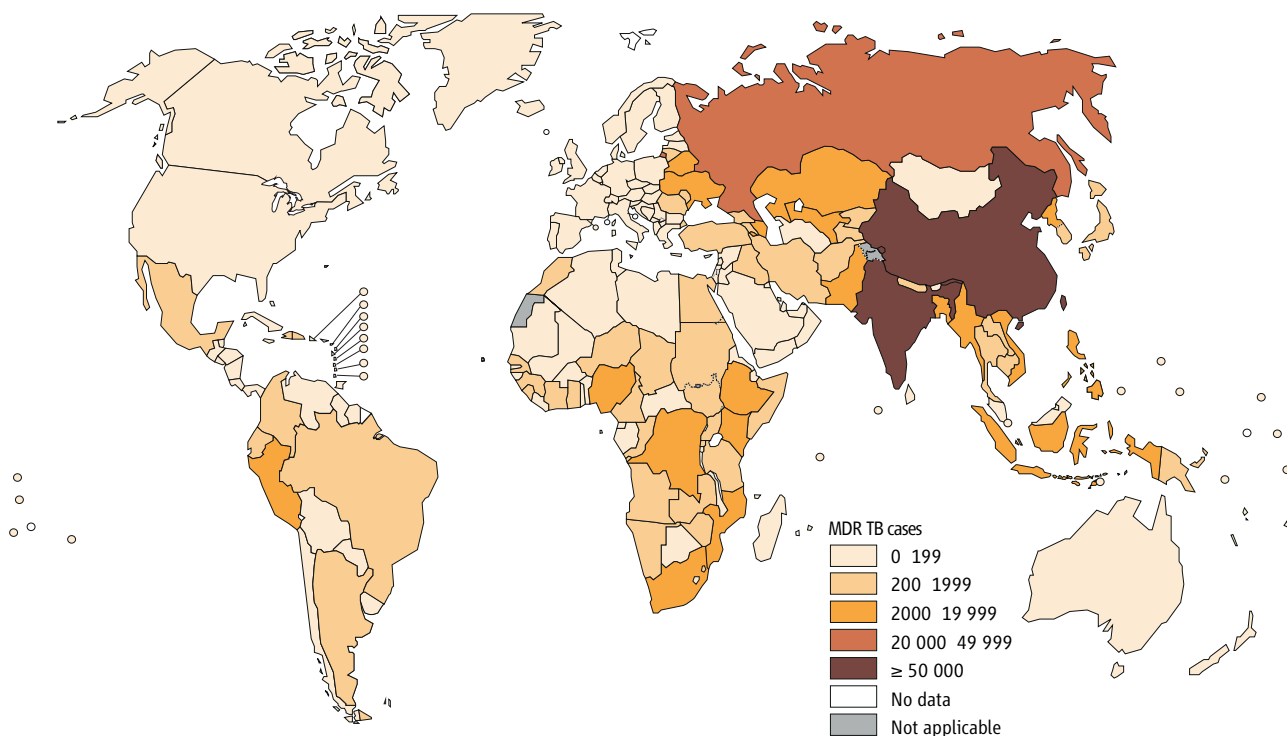 MDR TB cases
0 199
200 1999
2000 19 999
20 000 49 999
≥ 50 000
No data
Not applicable